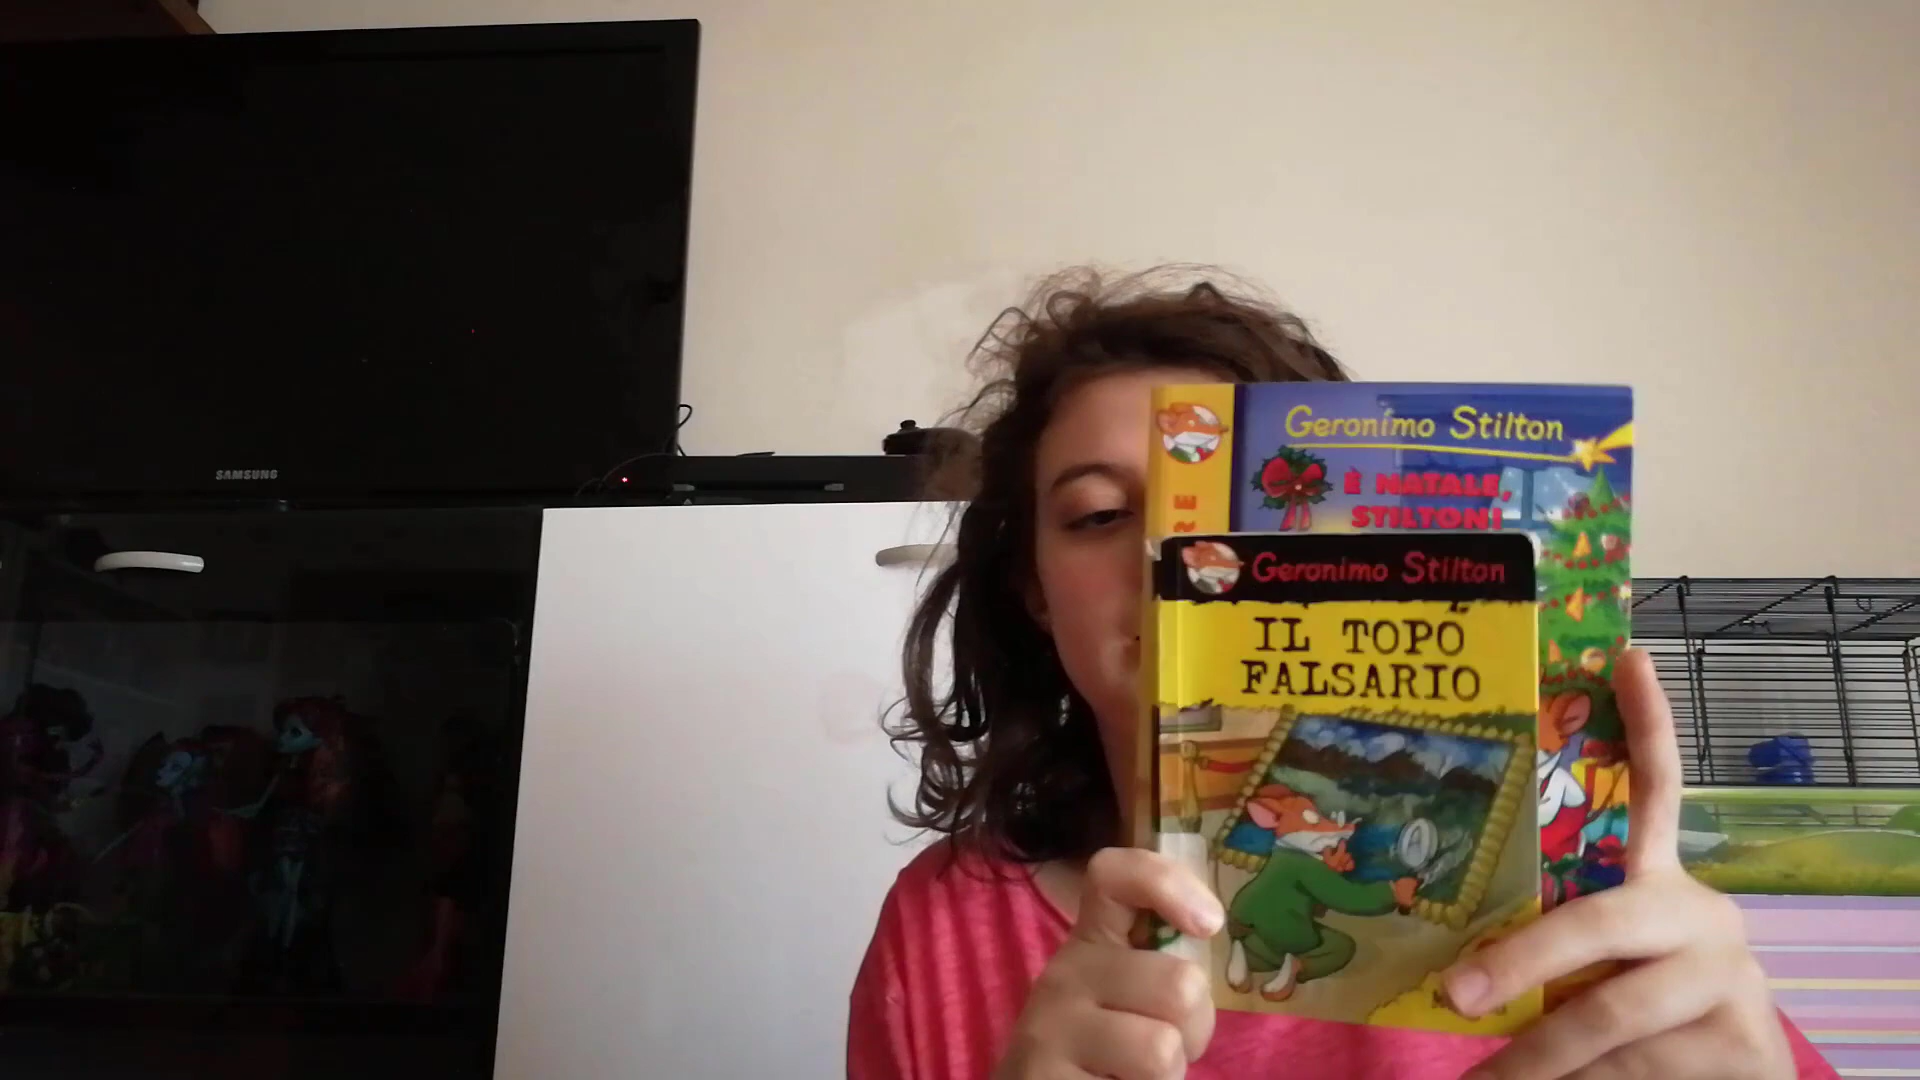 SAMSUNG
Geronimo Stilton
È NATALE,
STILTON!
Geronimo Stilton
IL TOPO
FALSARIO